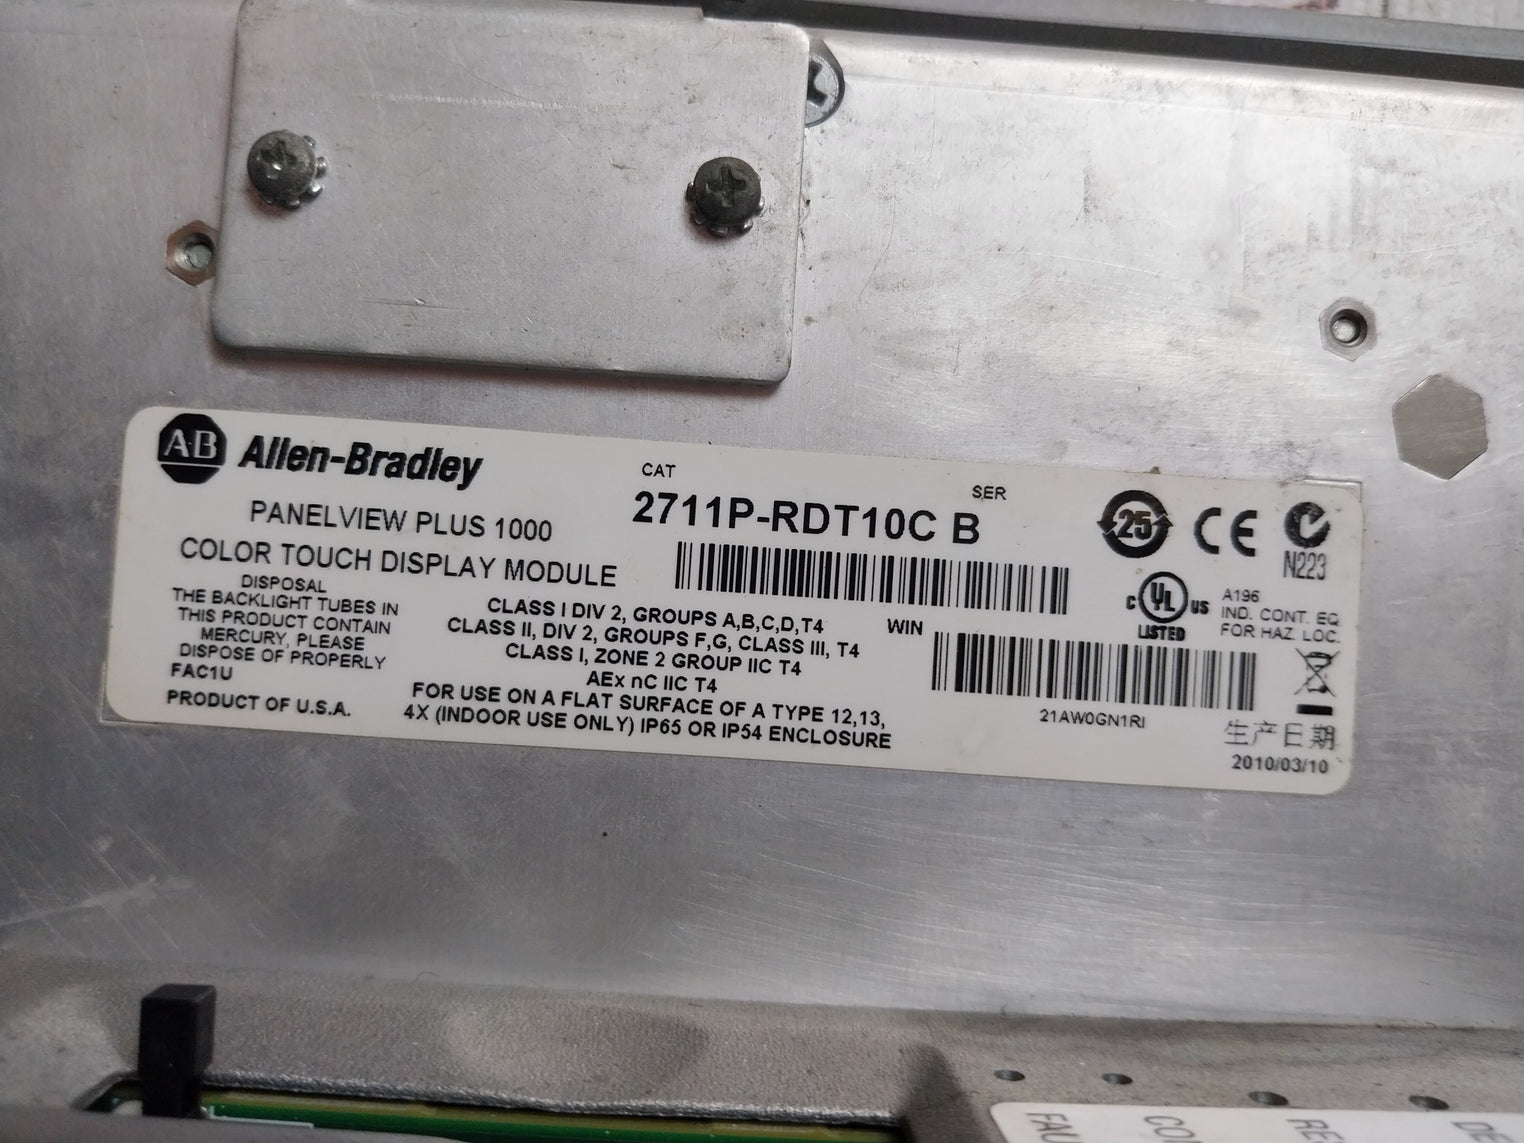 AB Allen-Bradley
PANELVIEW PLUS 1000
COLOR TOUCH DISPLAY MODULE
DISPOSAL
THE BACKLIGHT TUBES IN
THIS PRODUCT CONTAIN
MERCURY, PLEASE
DISPOSE OF PROPERLY
FAC1U
PRODUCT OF U.S.A.
CAT
SER
2711P-RDT10C B
CLASS I DIV 2, GROUPS A,B,C,D,T4
CLASS II, DIV 2, GROUPS F,G, CLASS III, T4
CLASS I, ZONE 2 GROUP IIC T4
AEx nC IIC T4
FOR USE ON A FLAT SURFACE OF A TYPE 12,13,
4X (INDOOR USE ONLY) IP65 OR IP54 ENCLOSURE
WIN
21AW0GN1RI
25 CE
N223
C UL US
LISTED
A196
IND. CONT. EQ
FOR HAZ. LOC.
生产日期
2010/03/10